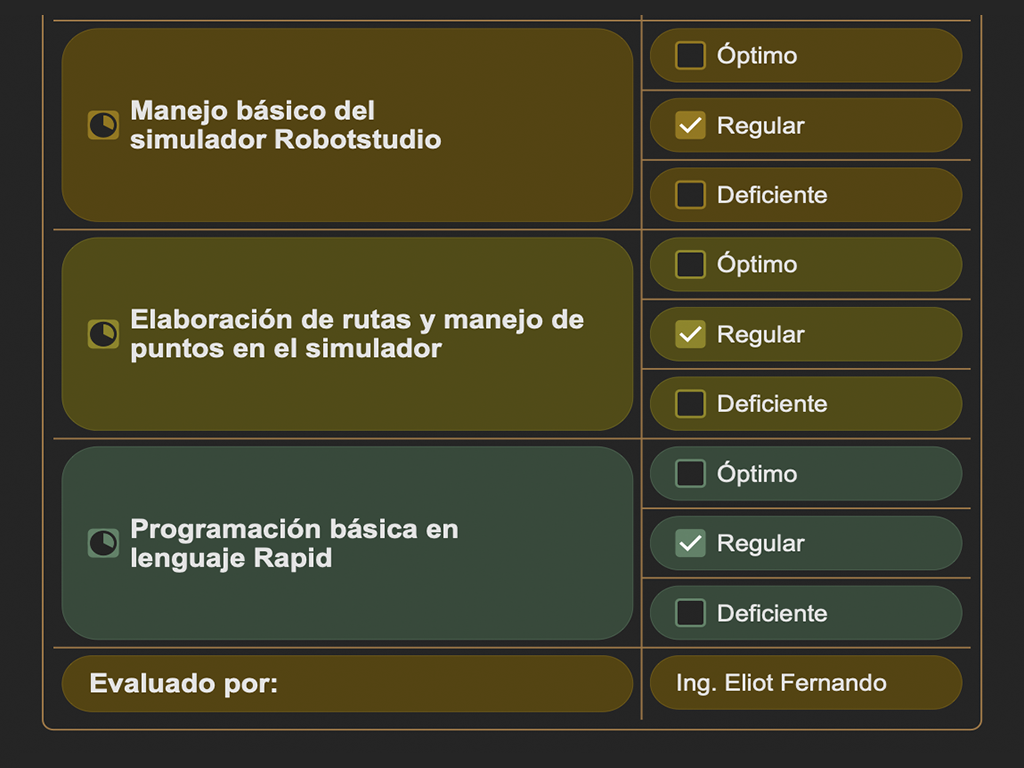 Manejo básico del
simulador Robotstudio
Óptimo
Regular
Deficiente
Elaboración de rutas y manejo de
puntos en el simulador
Óptimo
Regular
Deficiente
Programación básica en
lenguaje Rapid
Óptimo
Regular
Deficiente
Evaluado por:
Ing. Eliot Fernando